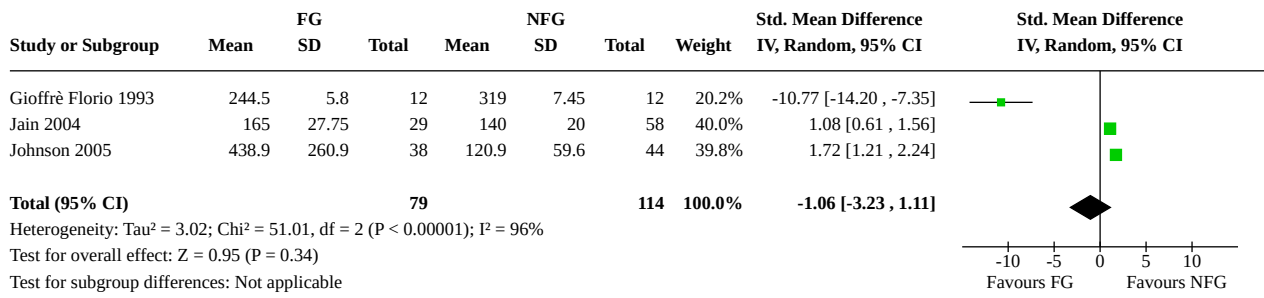 FG NFG Std. Mean Difference Std. Mean Difference
Study or Subgroup Mean SD Total Mean SD Total Weight IV, Random, 95% CI IV, Random, 95% CI
Gioffrè Florio 1993 244.5 5.8 12 319 7.45 12 20.2% -10.77 [-14.20 , -7.35]
Jain 2004 165 27.75 29 140 20 58 40.0% 1.08 [0.61 , 1.56]
Johnson 2005 438.9 260.9 38 120.9 59.6 44 39.8% 1.72 [1.21 , 2.24]
Total (95% CI) 79 114 100.0% -1.06 [-3.23 , 1.11]
Heterogeneity: Tau² = 3.02; Chi² = 51.01, df = 2 (P < 0.00001); I² = 96%
Test for overall effect: Z = 0.95 (P = 0.34) -10 -5 0 5 10
Test for subgroup differences: Not applicable Favours FG Favours NFG